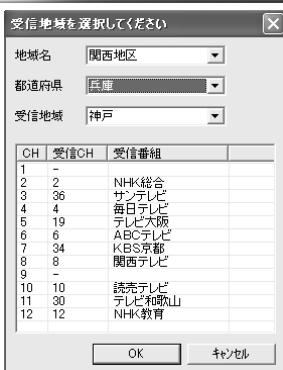 受信地域を選択してください
地域名 関西地区
都道府県 兵庫
受信地域 神戸
CH 受信CH 受信番組
1 -
2 2 NHK総合
3 36 サンテレビ
4 4 毎日テレビ
5 19 テレビ大阪
6 6 ABCテレビ
7 34 KBS京都
8 8 関西テレビ
9 -
10 10 読売テレビ
11 30 テレビ和歌山
12 12 NHK教育
OK キャンセル